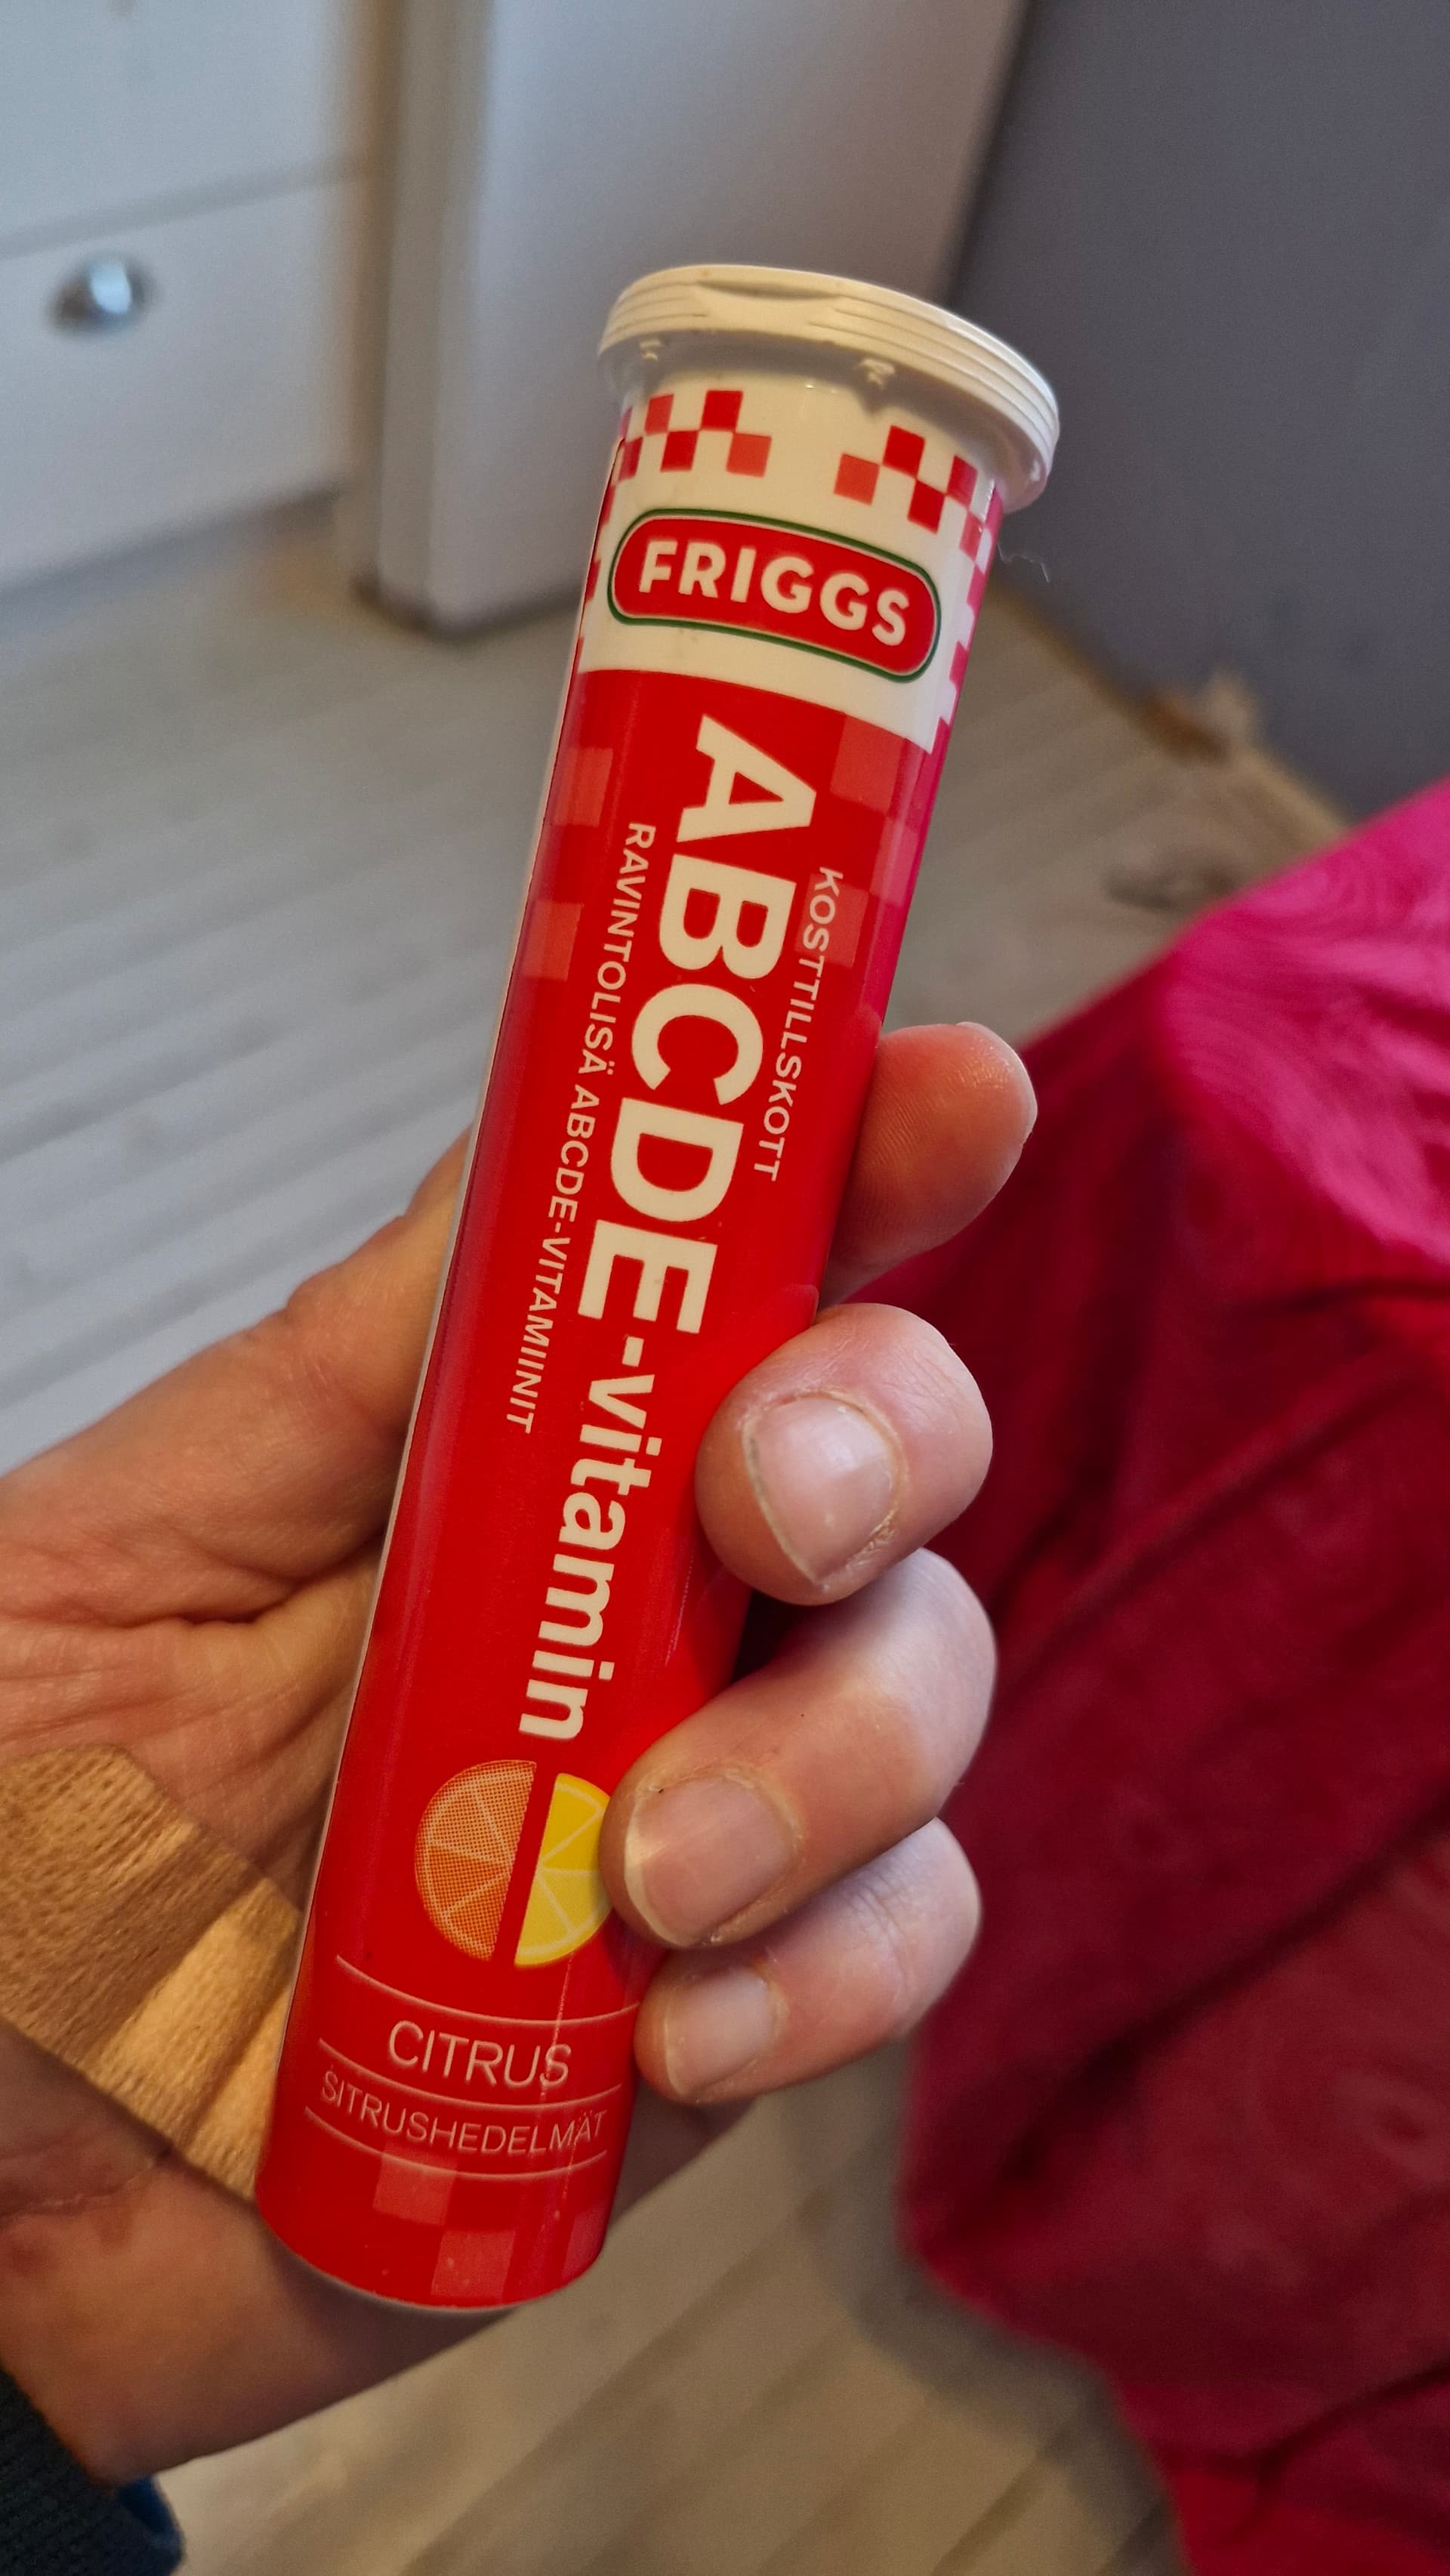 FRIGGS
KOSTTILLSKOTT
ABCDE-vitamin
RAVINTOLISÄ ABCDE-VITAMIINIT
CITRUS
SITRUSHEDELMÄT